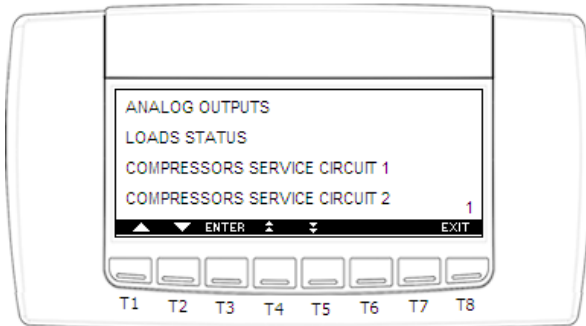 ANALOG OUTPUTS
LOADS STATUS
COMPRESSORS SERVICE CIRCUIT 1
COMPRESSORS SERVICE CIRCUIT 2
1
ENTER EXIT
T1 T2 T3 T4 T5 T6 T7 T8